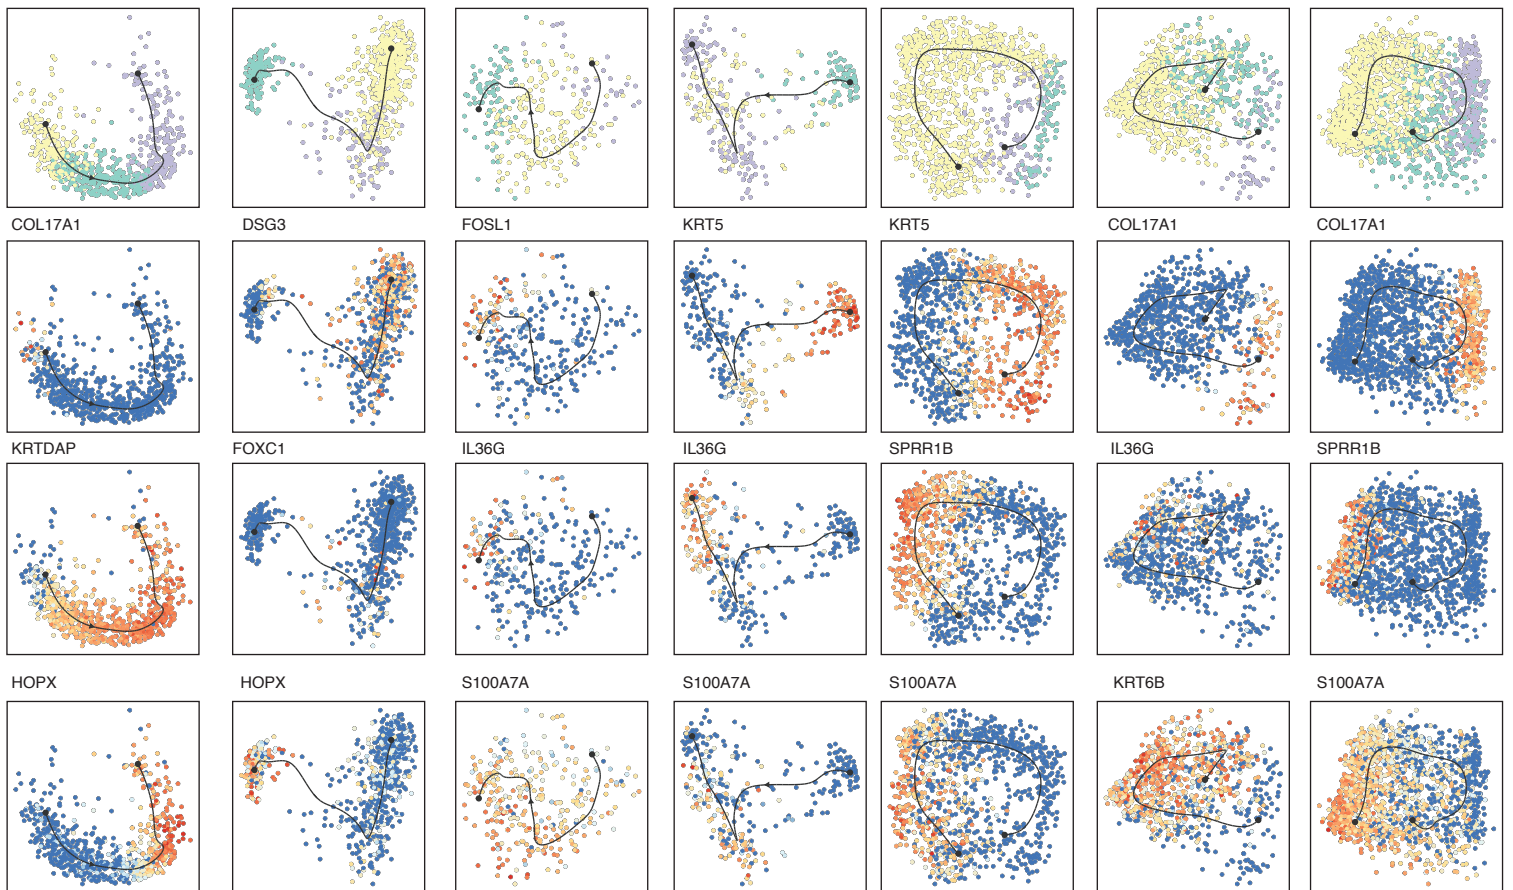 COL17A1 DSG3 FOSL1 KRT5 KRT5 COL17A1 COL17A1
KRTDAP FOXC1 IL36G IL36G SPRR1B IL36G SPRR1B
HOPX HOPX S100A7A S100A7A S100A7A KRT6B S100A7A